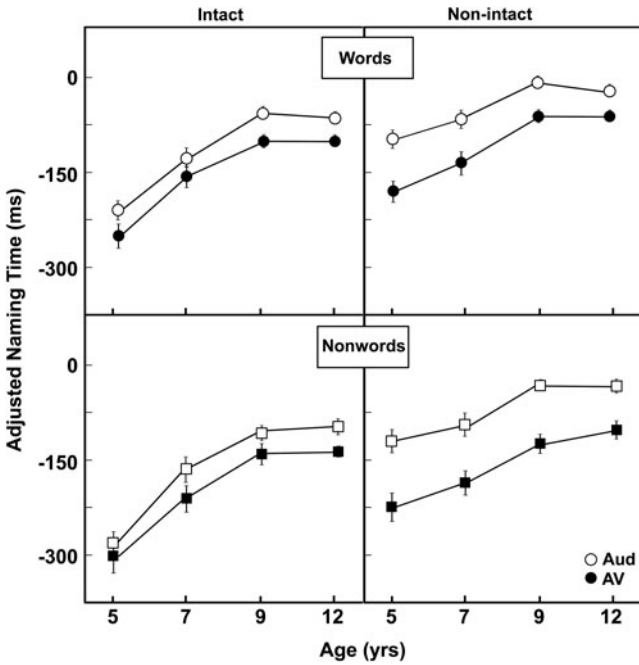 Intact Non-intact
Words
0
-150
-300
Nonwords
0
-150
-300
Adjusted Naming Time (ms)
Aud
AV
5 7 9 12 5 7 9 12
Age (yrs)